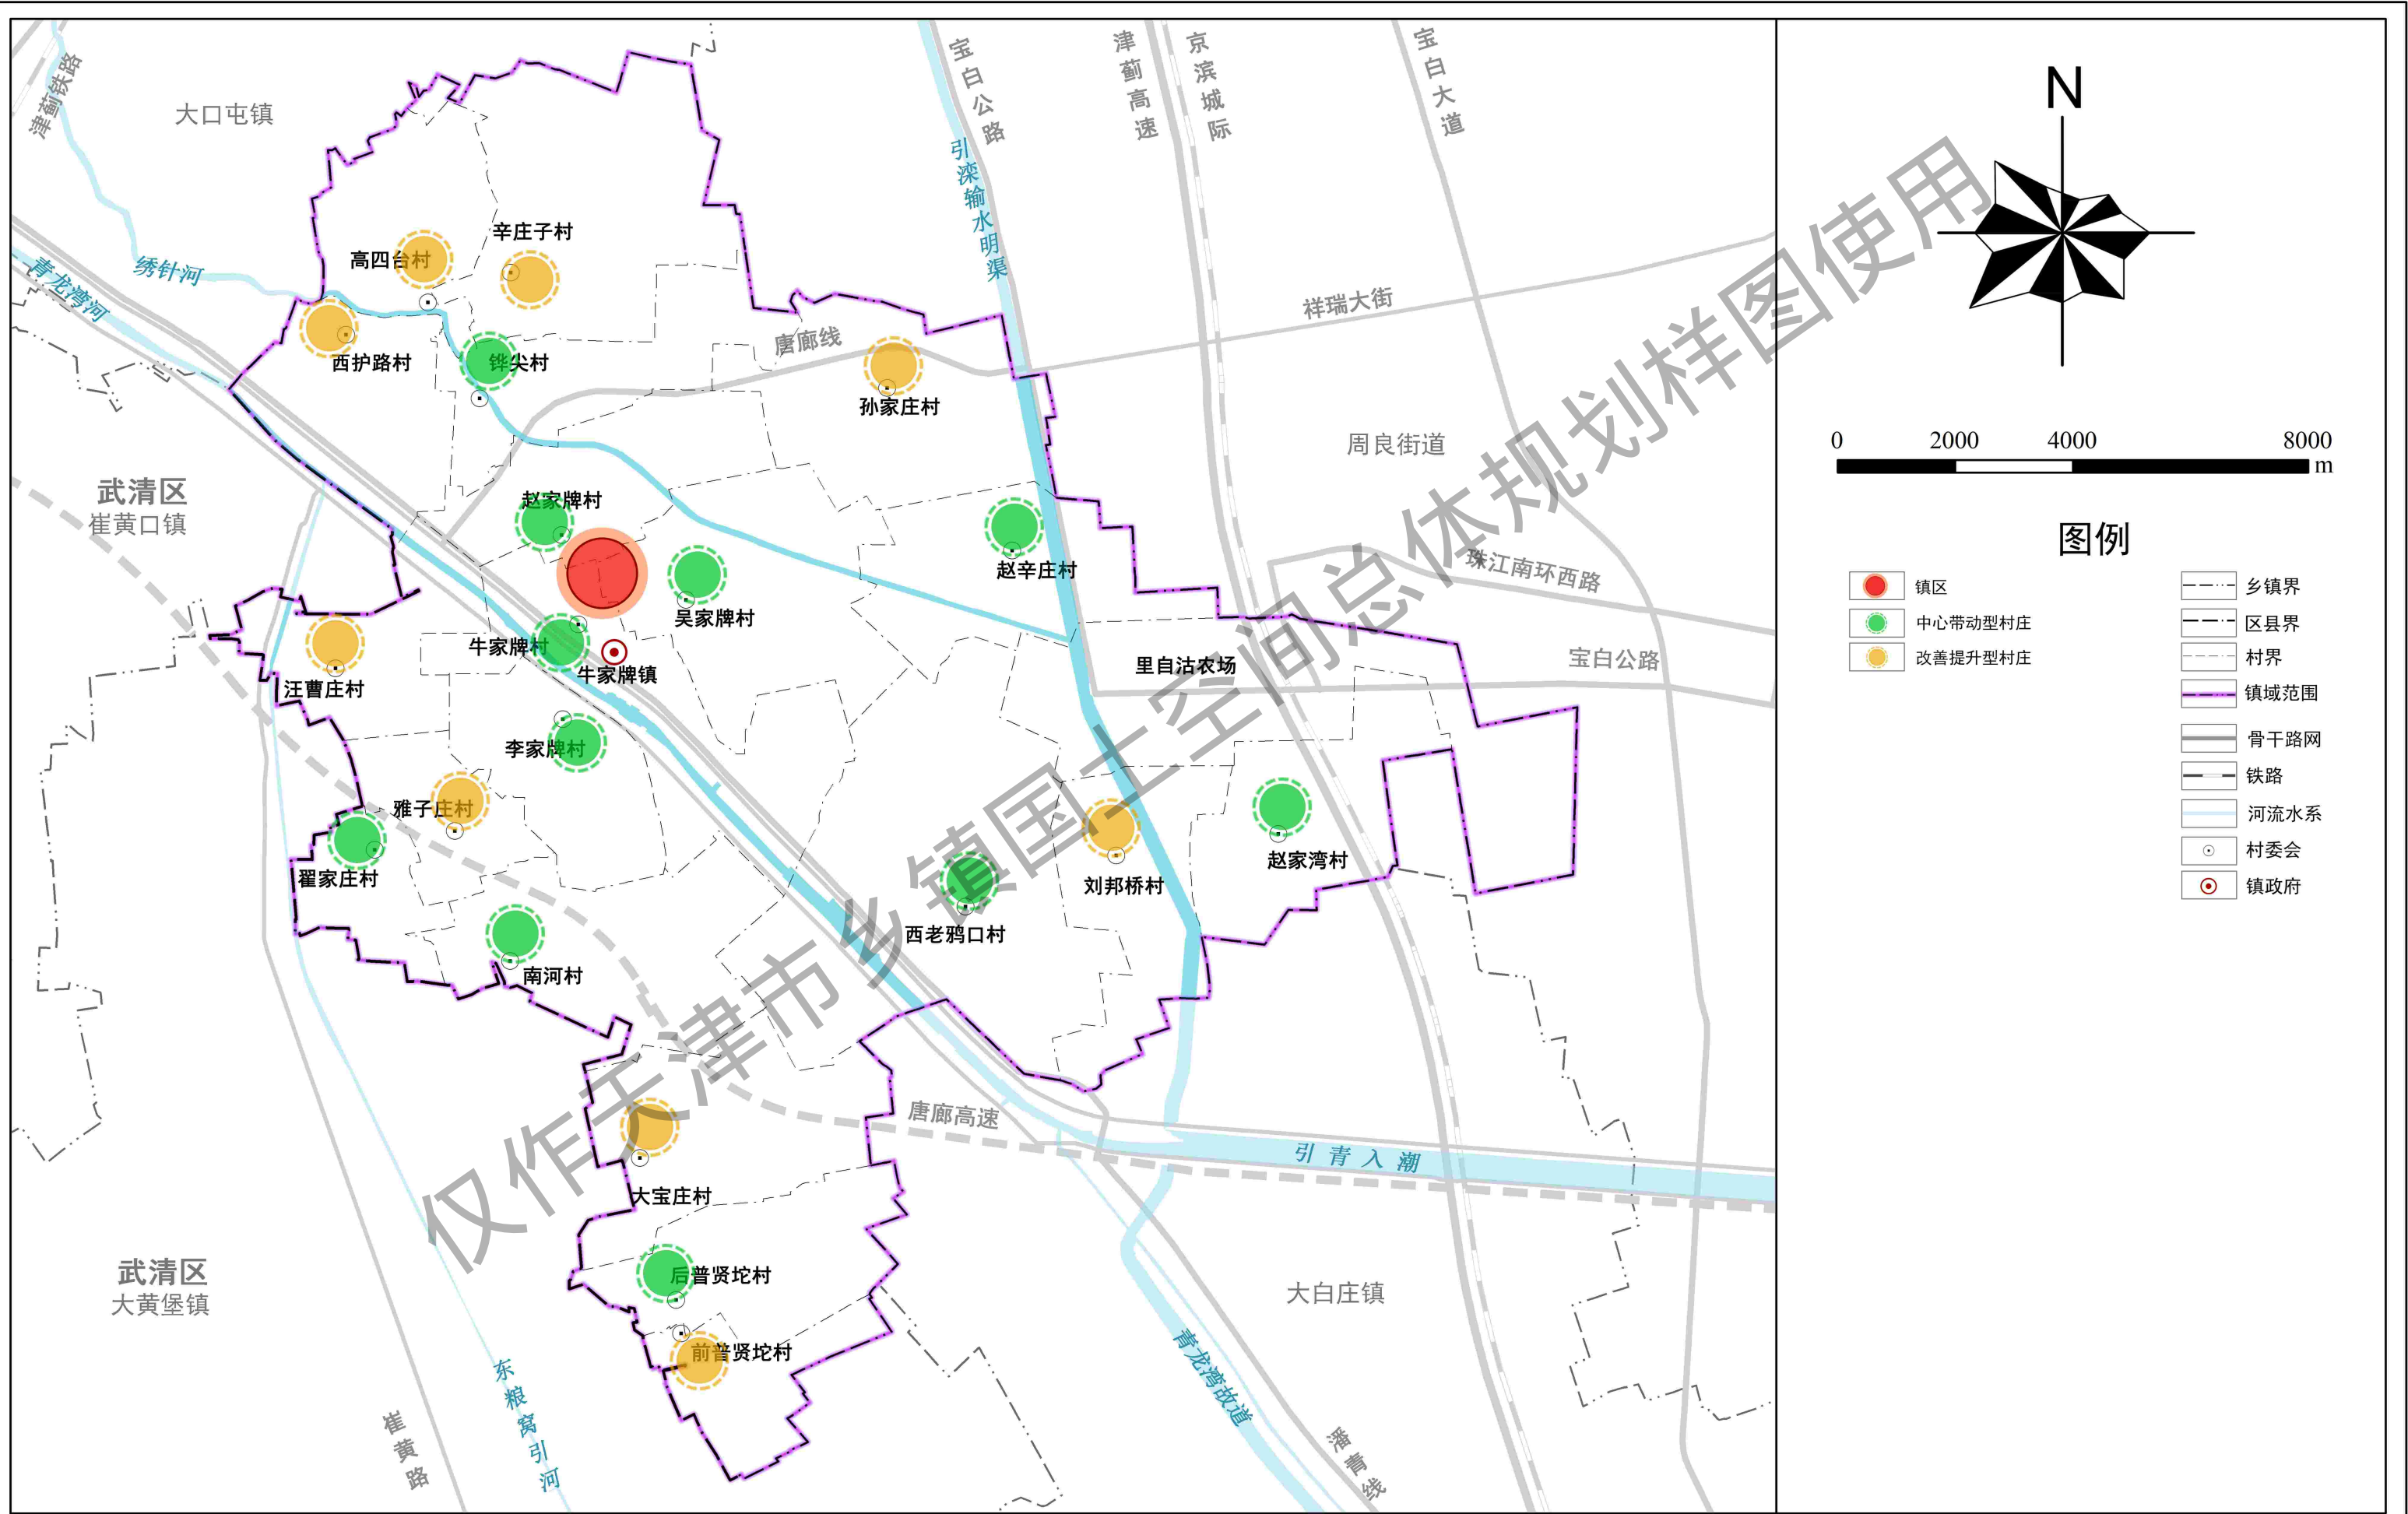 津蓟铁路
大口屯镇
宝白公路
津蓟高速
京滨城际
宝白大道
引滦输水明渠
辛庄子村
高四台村
绣针河
青龙湾河
祥瑞大街
唐廊线
西护路村
铧尖村
孙家庄村
周良街道
武清区
崔黄口镇
赵家牌村
赵辛庄村
珠江南环西路
吴家牌村
牛家牌村
牛家牌镇
里自沽农场
宝白公路
汪曹庄村
李家牌村
雅子庄村
翟家庄村
刘邦桥村
赵家湾村
西老鸦口村
南河村
唐廊高速
引青入潮
大宝庄村
后普贤坨村
前普贤坨村
武清区
大黄堡镇
大白庄镇
青龙湾故道
东粮窝引河
崔黄路
潘青线
仅作天津市乡镇国土空间总体规划样图使用
N
0 2000 4000 8000
m
图例
镇区
中心带动型村庄
改善提升型村庄
乡镇界
区县界
村界
镇域范围
骨干路网
铁路
河流水系
村委会
镇政府